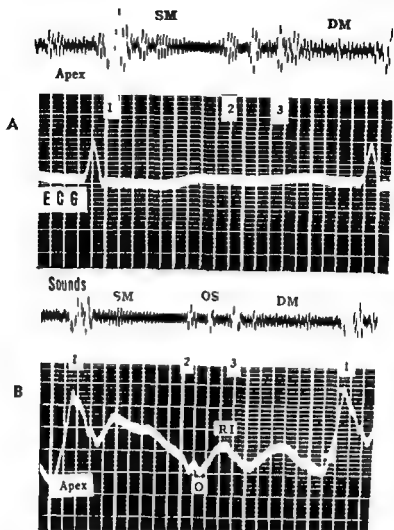 SM DM
Apex
1 2 3
A
ECG
Sounds
SM OS DM
1 2 3 1
B
RI
Apex O